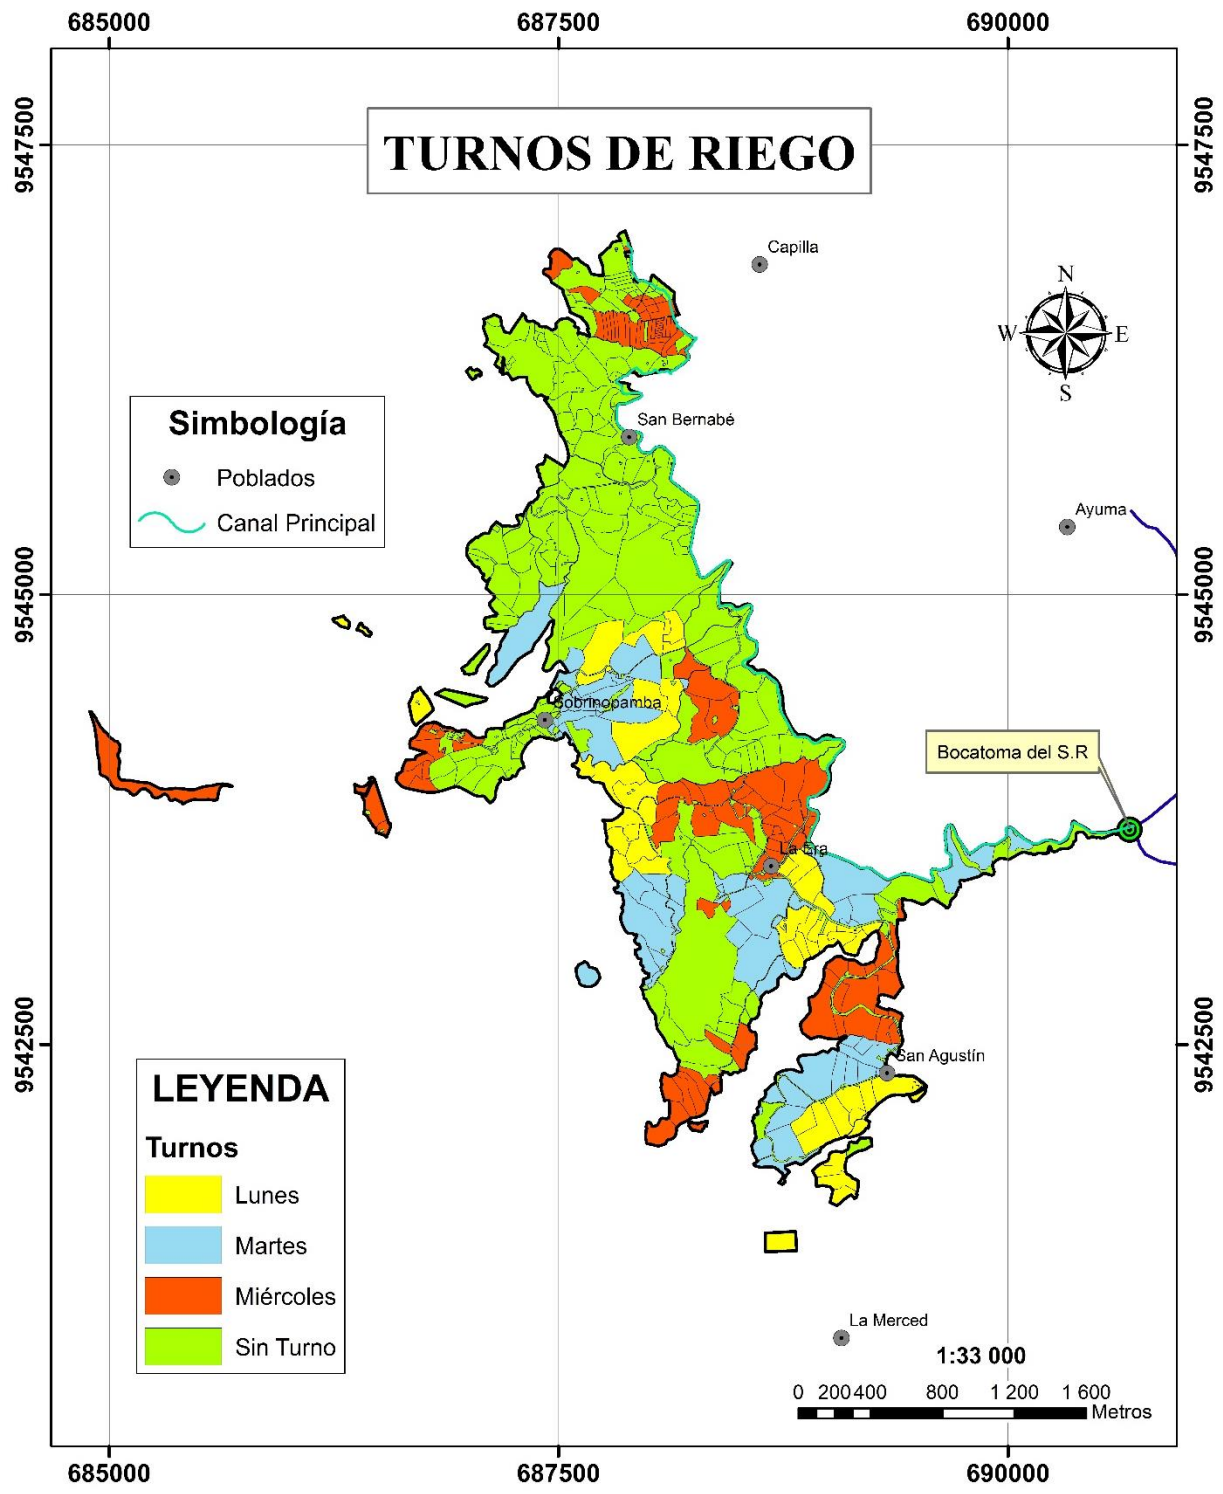 685000 687500 690000
9547500 9547500
TURNOS DE RIEGO
Capilla
N
W E
S
Simbología
Poblados
Canal Principal
San Bernabé
Ayuma
9545000 9545000
Sobrinopamba
Bocatoma del S.R
La Era
9542500 9542500
San Agustín
LEYENDA
Turnos
Lunes
Martes
Miércoles
Sin Turno
La Merced
1:33 000
0 200 400 800 1 200 1 600
Metros
685000 687500 690000